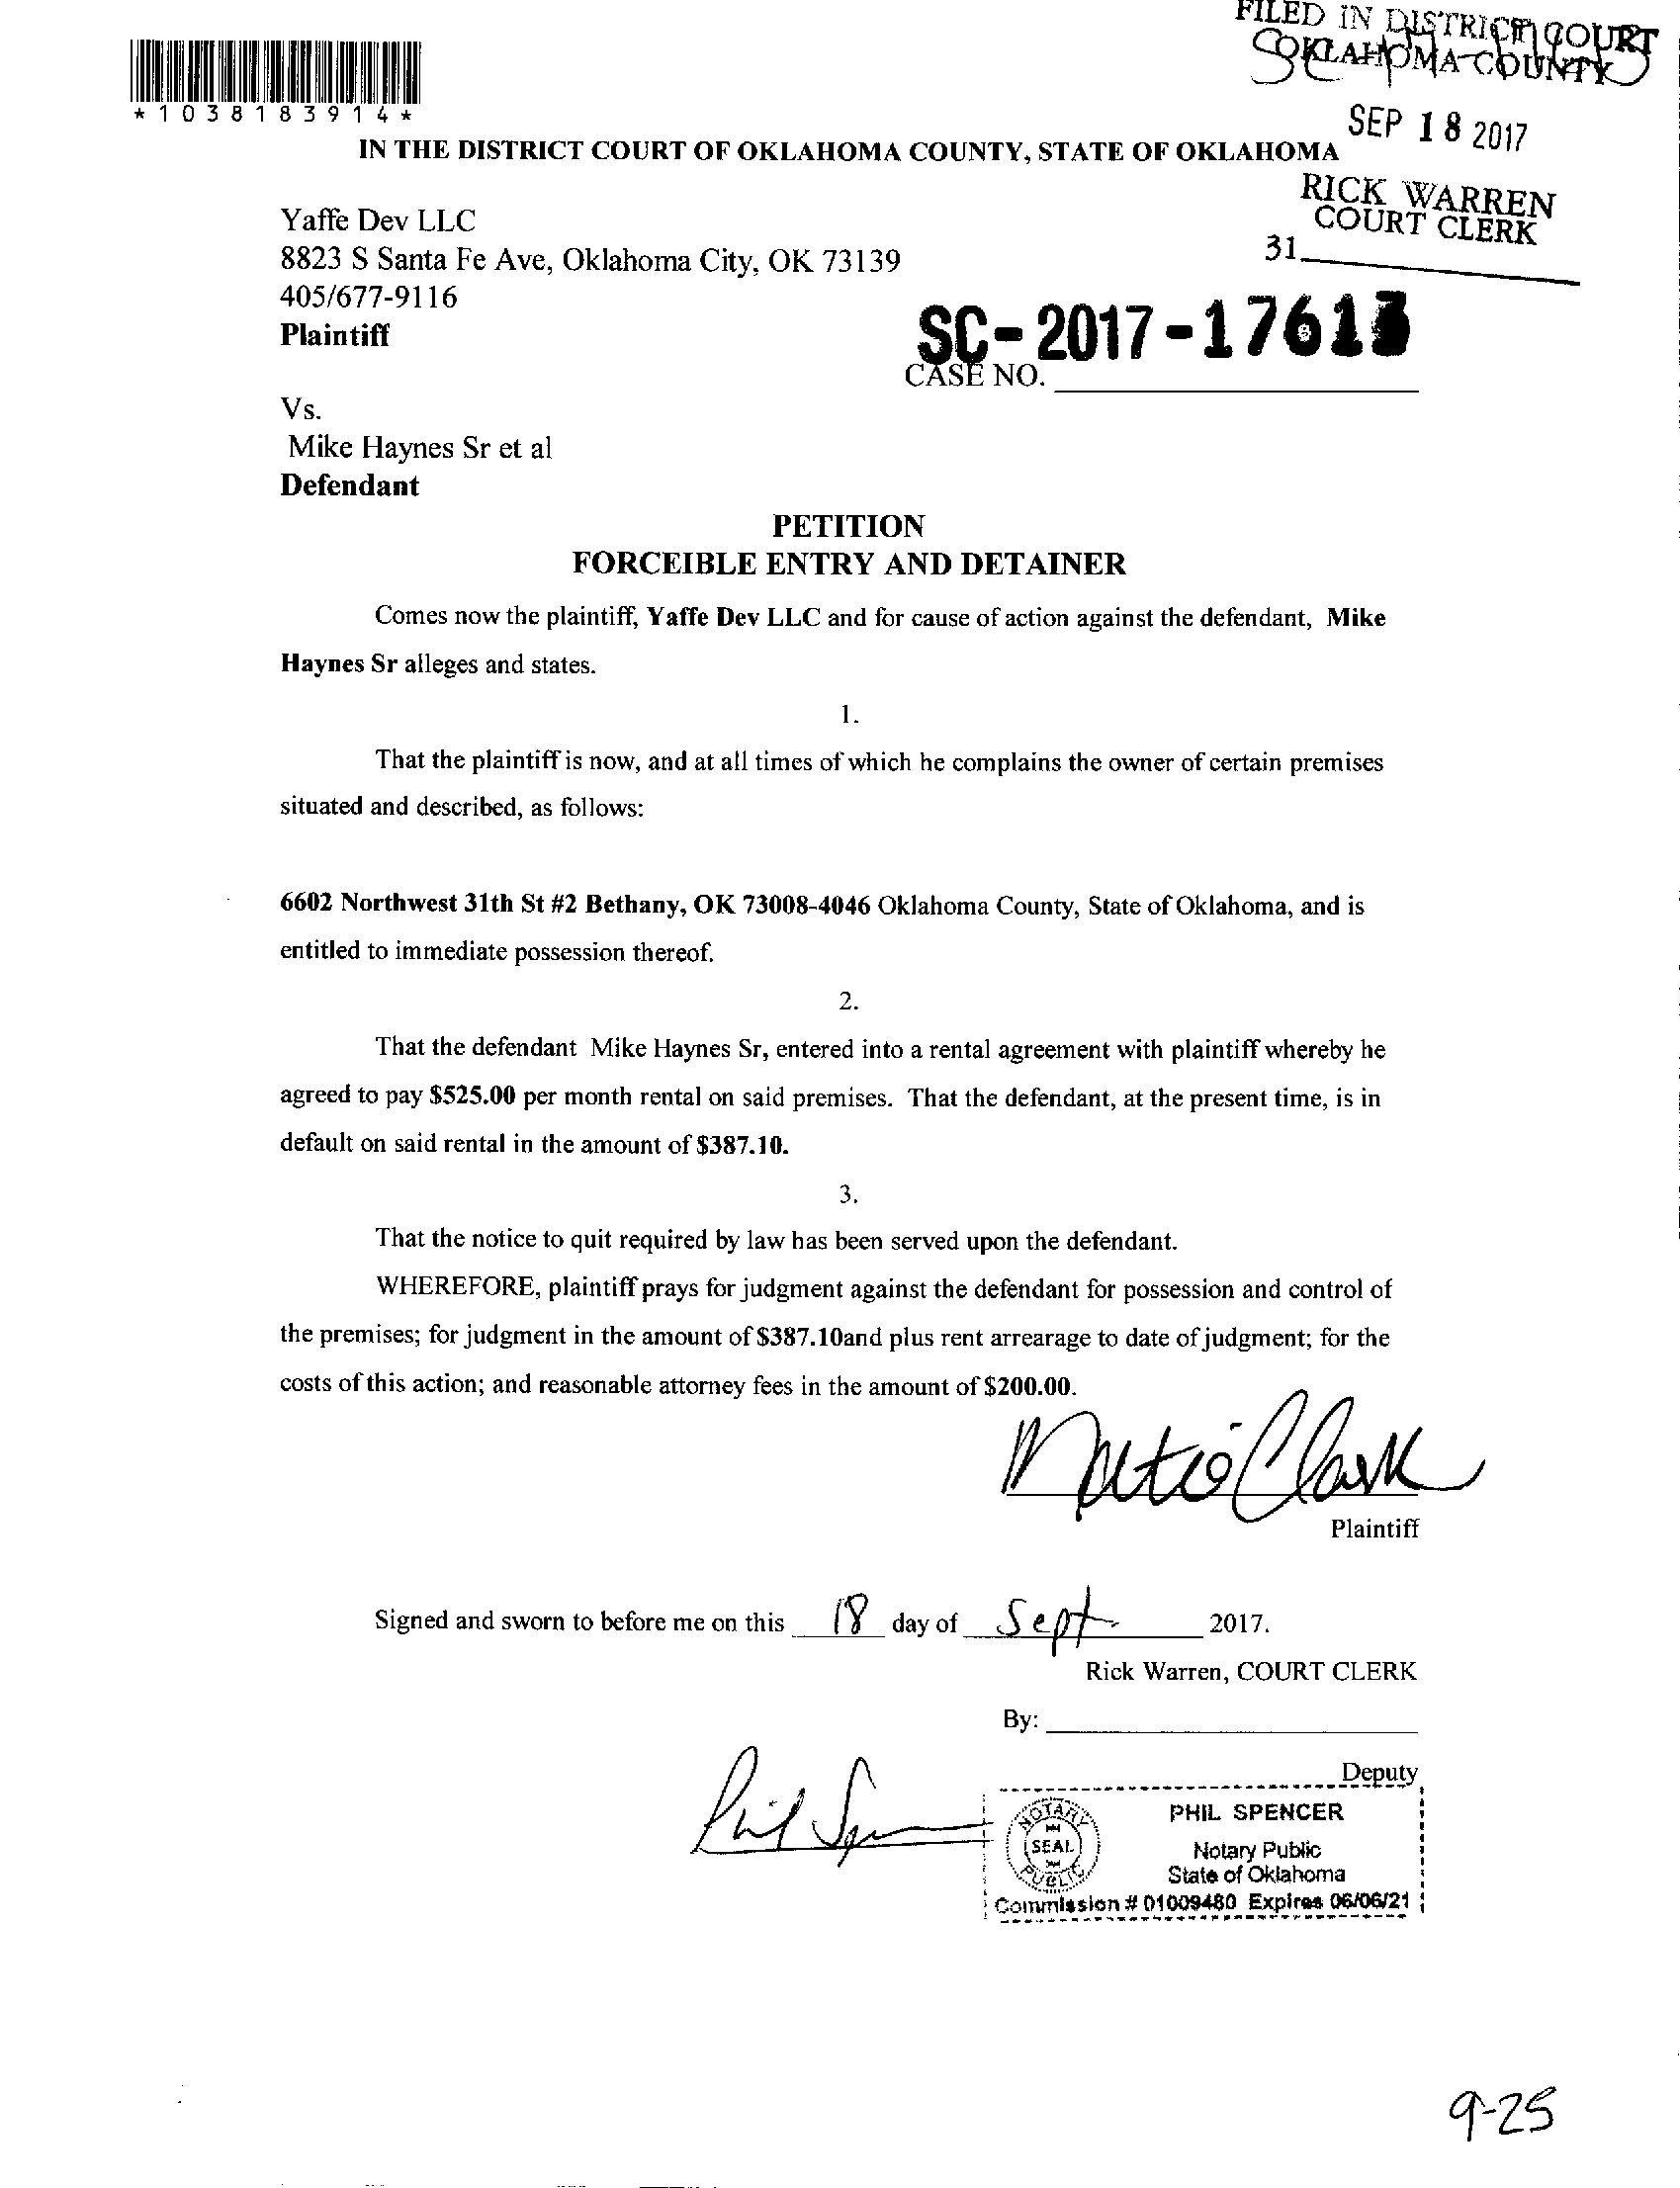 FILED IN DISTRICT COURT
OKLAHOMA COUNTY
*1038183914*
SEP 18 2017
IN THE DISTRICT COURT OF OKLAHOMA COUNTY, STATE OF OKLAHOMA
RICK WARREN
COURT CLERK
31
Yaffe Dev LLC
8823 S Santa Fe Ave, Oklahoma City, OK 73139
405/677-9116
Plaintiff
CASE NO.
Vs.
Mike Haynes Sr et al
Defendant
PETITION
FORCEIBLE ENTRY AND DETAINER
Comes now the plaintiff, Yaffe Dev LLC and for cause of action against the defendant, Mike
Haynes Sr alleges and states.
1.
That the plaintiff is now, and at all times of which he complains the owner of certain premises
situated and described, as follows:
6602 Northwest 31th St #2 Bethany, OK 73008-4046 Oklahoma County, State of Oklahoma, and is
entitled to immediate possession thereof.
2.
That the defendant Mike Haynes Sr, entered into a rental agreement with plaintiff whereby he
agreed to pay $525.00 per month rental on said premises. That the defendant, at the present time, is in
default on said rental in the amount of $387.10.
3.
That the notice to quit required by law has been served upon the defendant.
WHEREFORE, plaintiff prays for judgment against the defendant for possession and control of
the premises; for judgment in the amount of $387.10and plus rent arrearage to date of judgment; for the
costs of this action; and reasonable attorney fees in the amount of $200.00.
Clark
Plaintiff
Signed and sworn to before me on this 18 day of Sept 2017.
Rick Warren, COURT CLERK
By:
Deputy
Phil Spencer
NOTARY
SEAL
PUBLIC
PHIL SPENCER
Notary Public
State of Oklahoma
Commission # 01009480 Expires 06/06/21
9-25